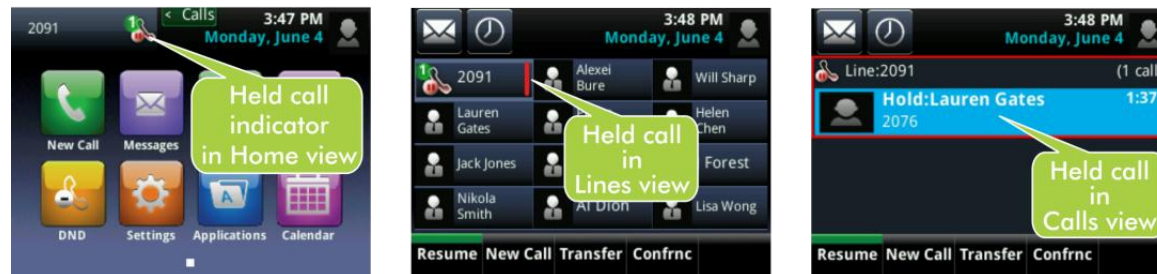 2091
1
< Calls
3:47 PM
Monday, June 4
Held call
indicator
in Home view
New Call
Messages
DND
Settings
Applications
Calendar
3:48 PM
Monday, June 4
1
2091
Alexei
Bure
Will Sharp
Lauren
Gates
Helen
Chen
Held call
in
Lines view
Jack Jones
Forest
Nikola
Smith
Al Dion
Lisa Wong
Resume New Call Transfer Confrnc
3:48 PM
Monday, June 4
Line:2091
(1 call
Hold:Lauren Gates
1:37
2076
Held call
in
Calls view
Resume New Call Transfer Confrnc